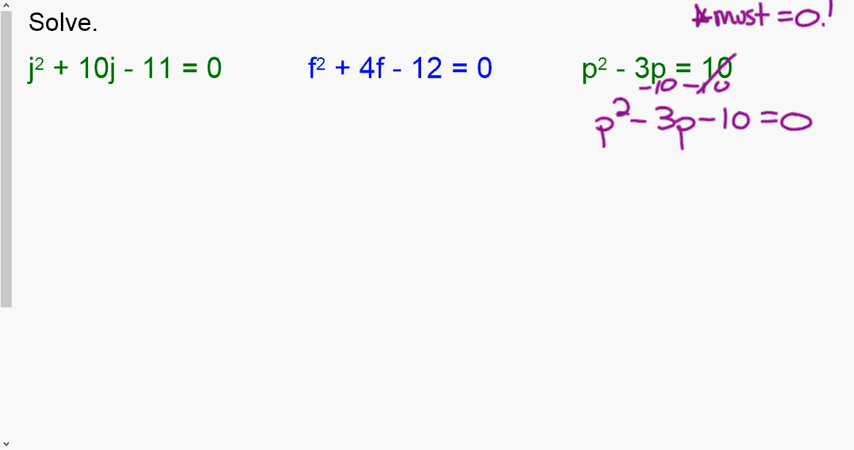 *must = 0!
Solve.
j² + 10j - 11 = 0
f² + 4f - 12 = 0
p² - 3p = 10
-10 -10
p² - 3p - 10 = 0